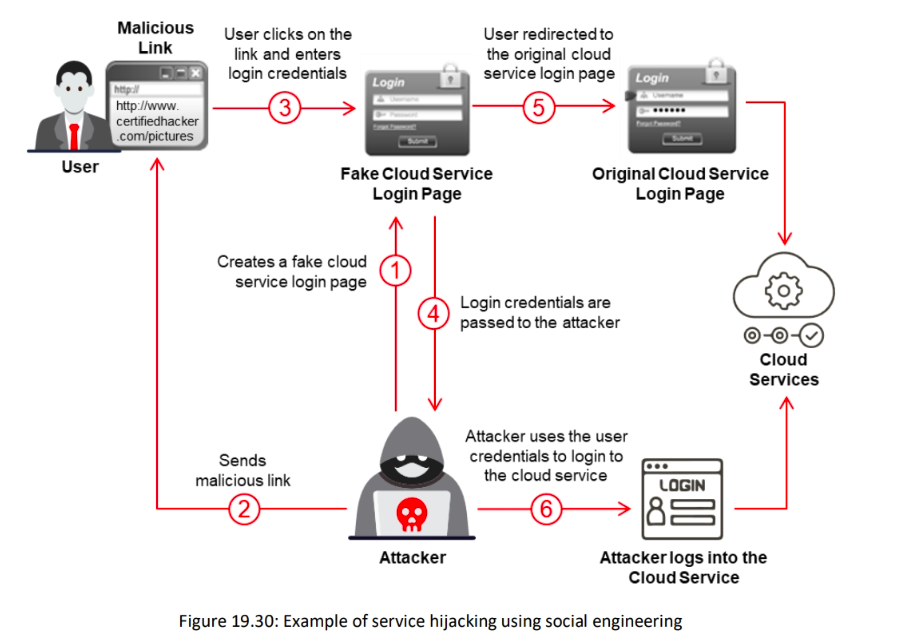 Malicious
Link
http://
http://www.
certifiedhacker
.com/pictures
User
User clicks on the
link and enters
login credentials
3
Login
Username
Password
Forgot Password?
Submit
Fake Cloud Service
Login Page
User redirected to
the original cloud
service login page
5
Login
Username
Forgot Password?
Submit
Original Cloud Service
Login Page
Creates a fake cloud
service login page
1
4
Login credentials are
passed to the attacker
Cloud
Services
Sends
malicious link
2
Attacker
Attacker uses the user
credentials to login to
the cloud service
6
LOGIN
Attacker logs into the
Cloud Service
Figure 19.30: Example of service hijacking using social engineering